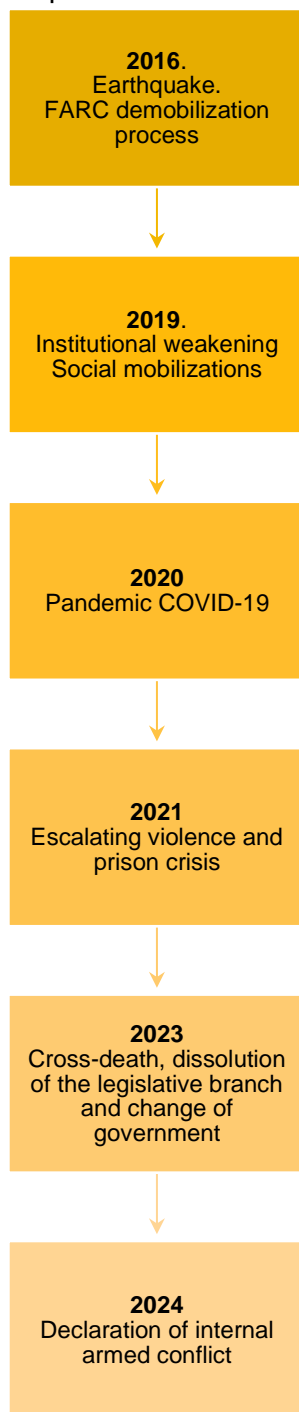 2016.
Earthquake.
FARC demobilization
process
2019.
Institutional weakening
Social mobilizations
2020
Pandemic COVID-19
2021
Escalating violence and
prison crisis
2023
Cross-death, dissolution
of the legislative branch
and change of
government
2024
Declaration of internal
armed conflict